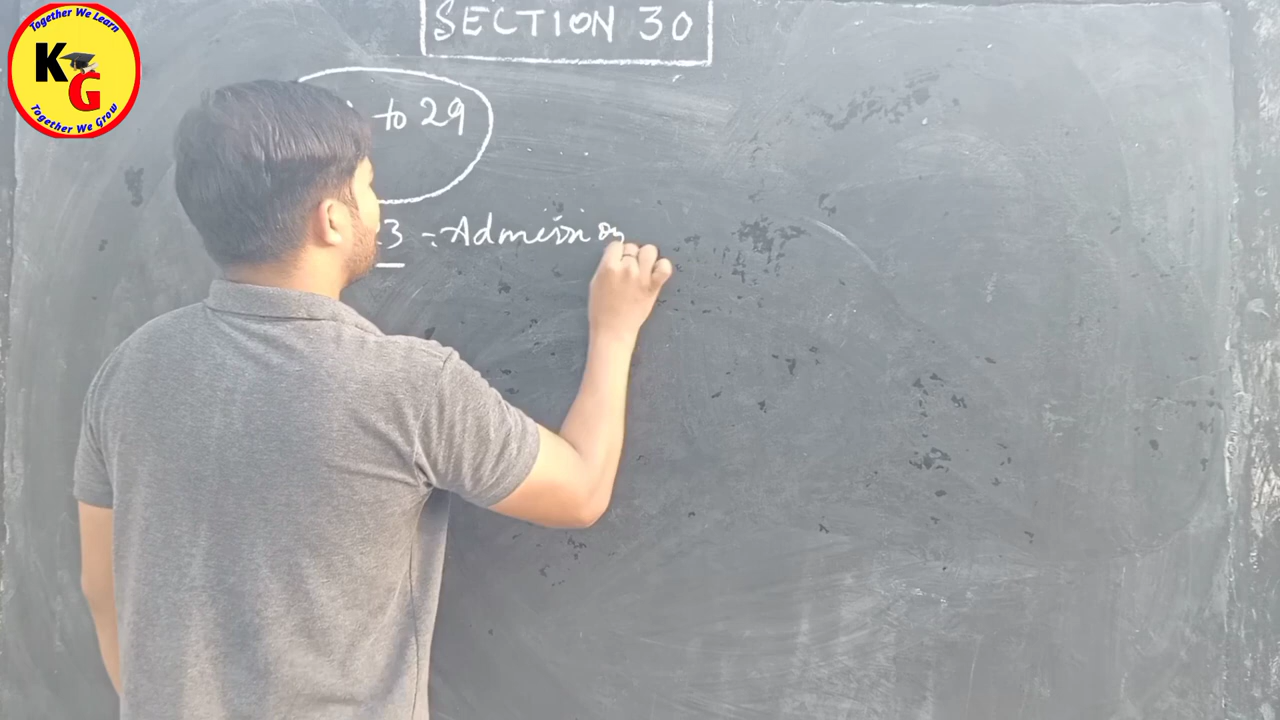 Together We Learn
KG
Together We Grow
SECTION 30
to 29
3 = Admission